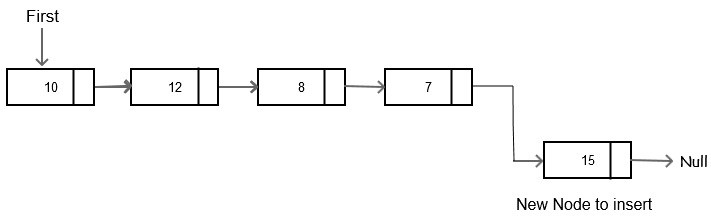 First
10 12 8 7
15 Null
New Node to insert